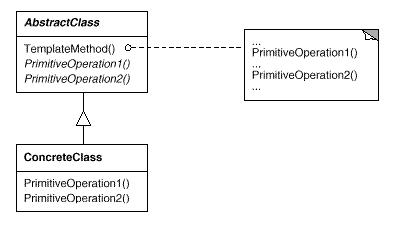 AbstractClass
TemplateMethod()
PrimitiveOperation1()
PrimitiveOperation2()
...
PrimitiveOperation1()
...
PrimitiveOperation2()
...
ConcreteClass
PrimitiveOperation1()
PrimitiveOperation2()